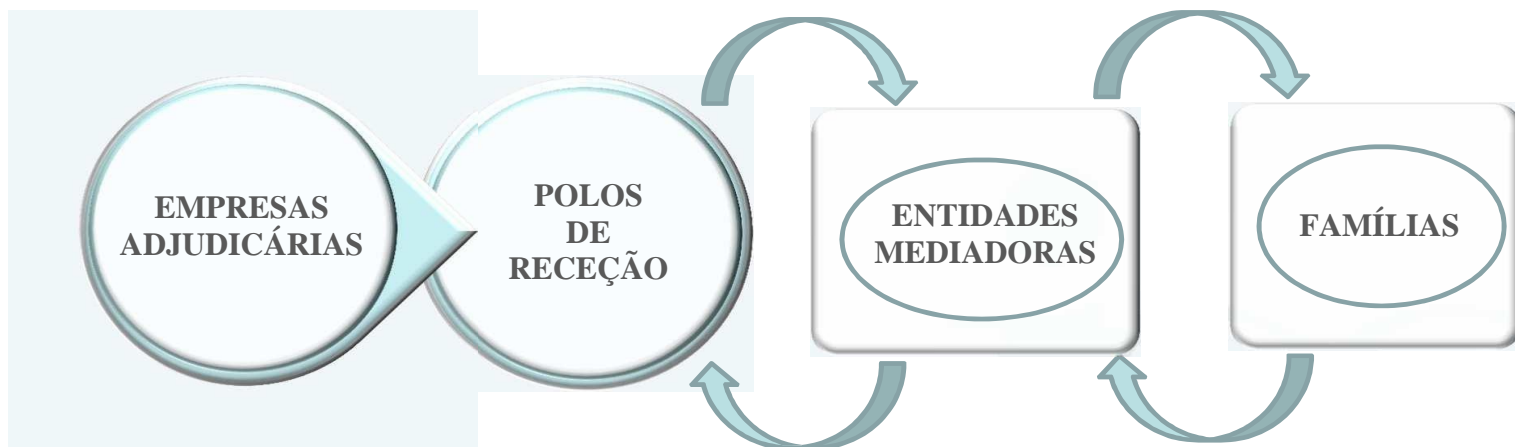 EMPRESAS
ADJUDICÁRIAS
POLOS
DE
RECEÇÃO
ENTIDADES
MEDIADORAS
FAMÍLIAS